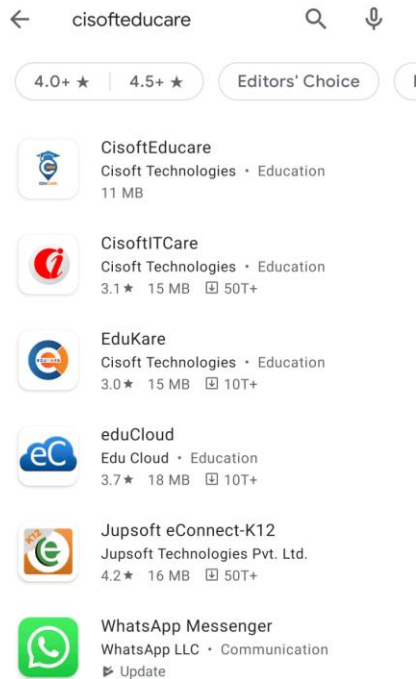 cisofteducare
4.0+ ★ | 4.5+ ★ Editors' Choice
CisoftEducare
Cisoft Technologies • Education
11 MB
CisoftITCare
Cisoft Technologies • Education
3.1★ 15 MB 50T+
EduKare
Cisoft Technologies • Education
3.0★ 15 MB 10T+
eC
eduCloud
Edu Cloud • Education
3.7★ 18 MB 10T+
K12
Jupsoft eConnect-K12
Jupsoft Technologies Pvt. Ltd.
4.2★ 16 MB 50T+
WhatsApp Messenger
WhatsApp LLC • Communication
Update